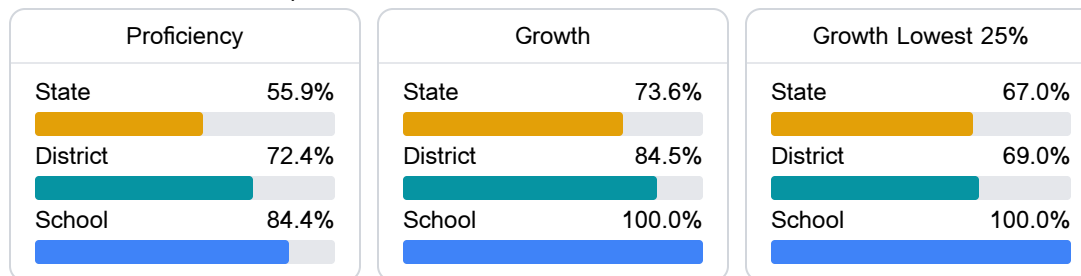 Proficiency
State 55.9%
District 72.4%
School 84.4%
Growth
State 73.6%
District 84.5%
School 100.0%
Growth Lowest 25%
State 67.0%
District 69.0%
School 100.0%